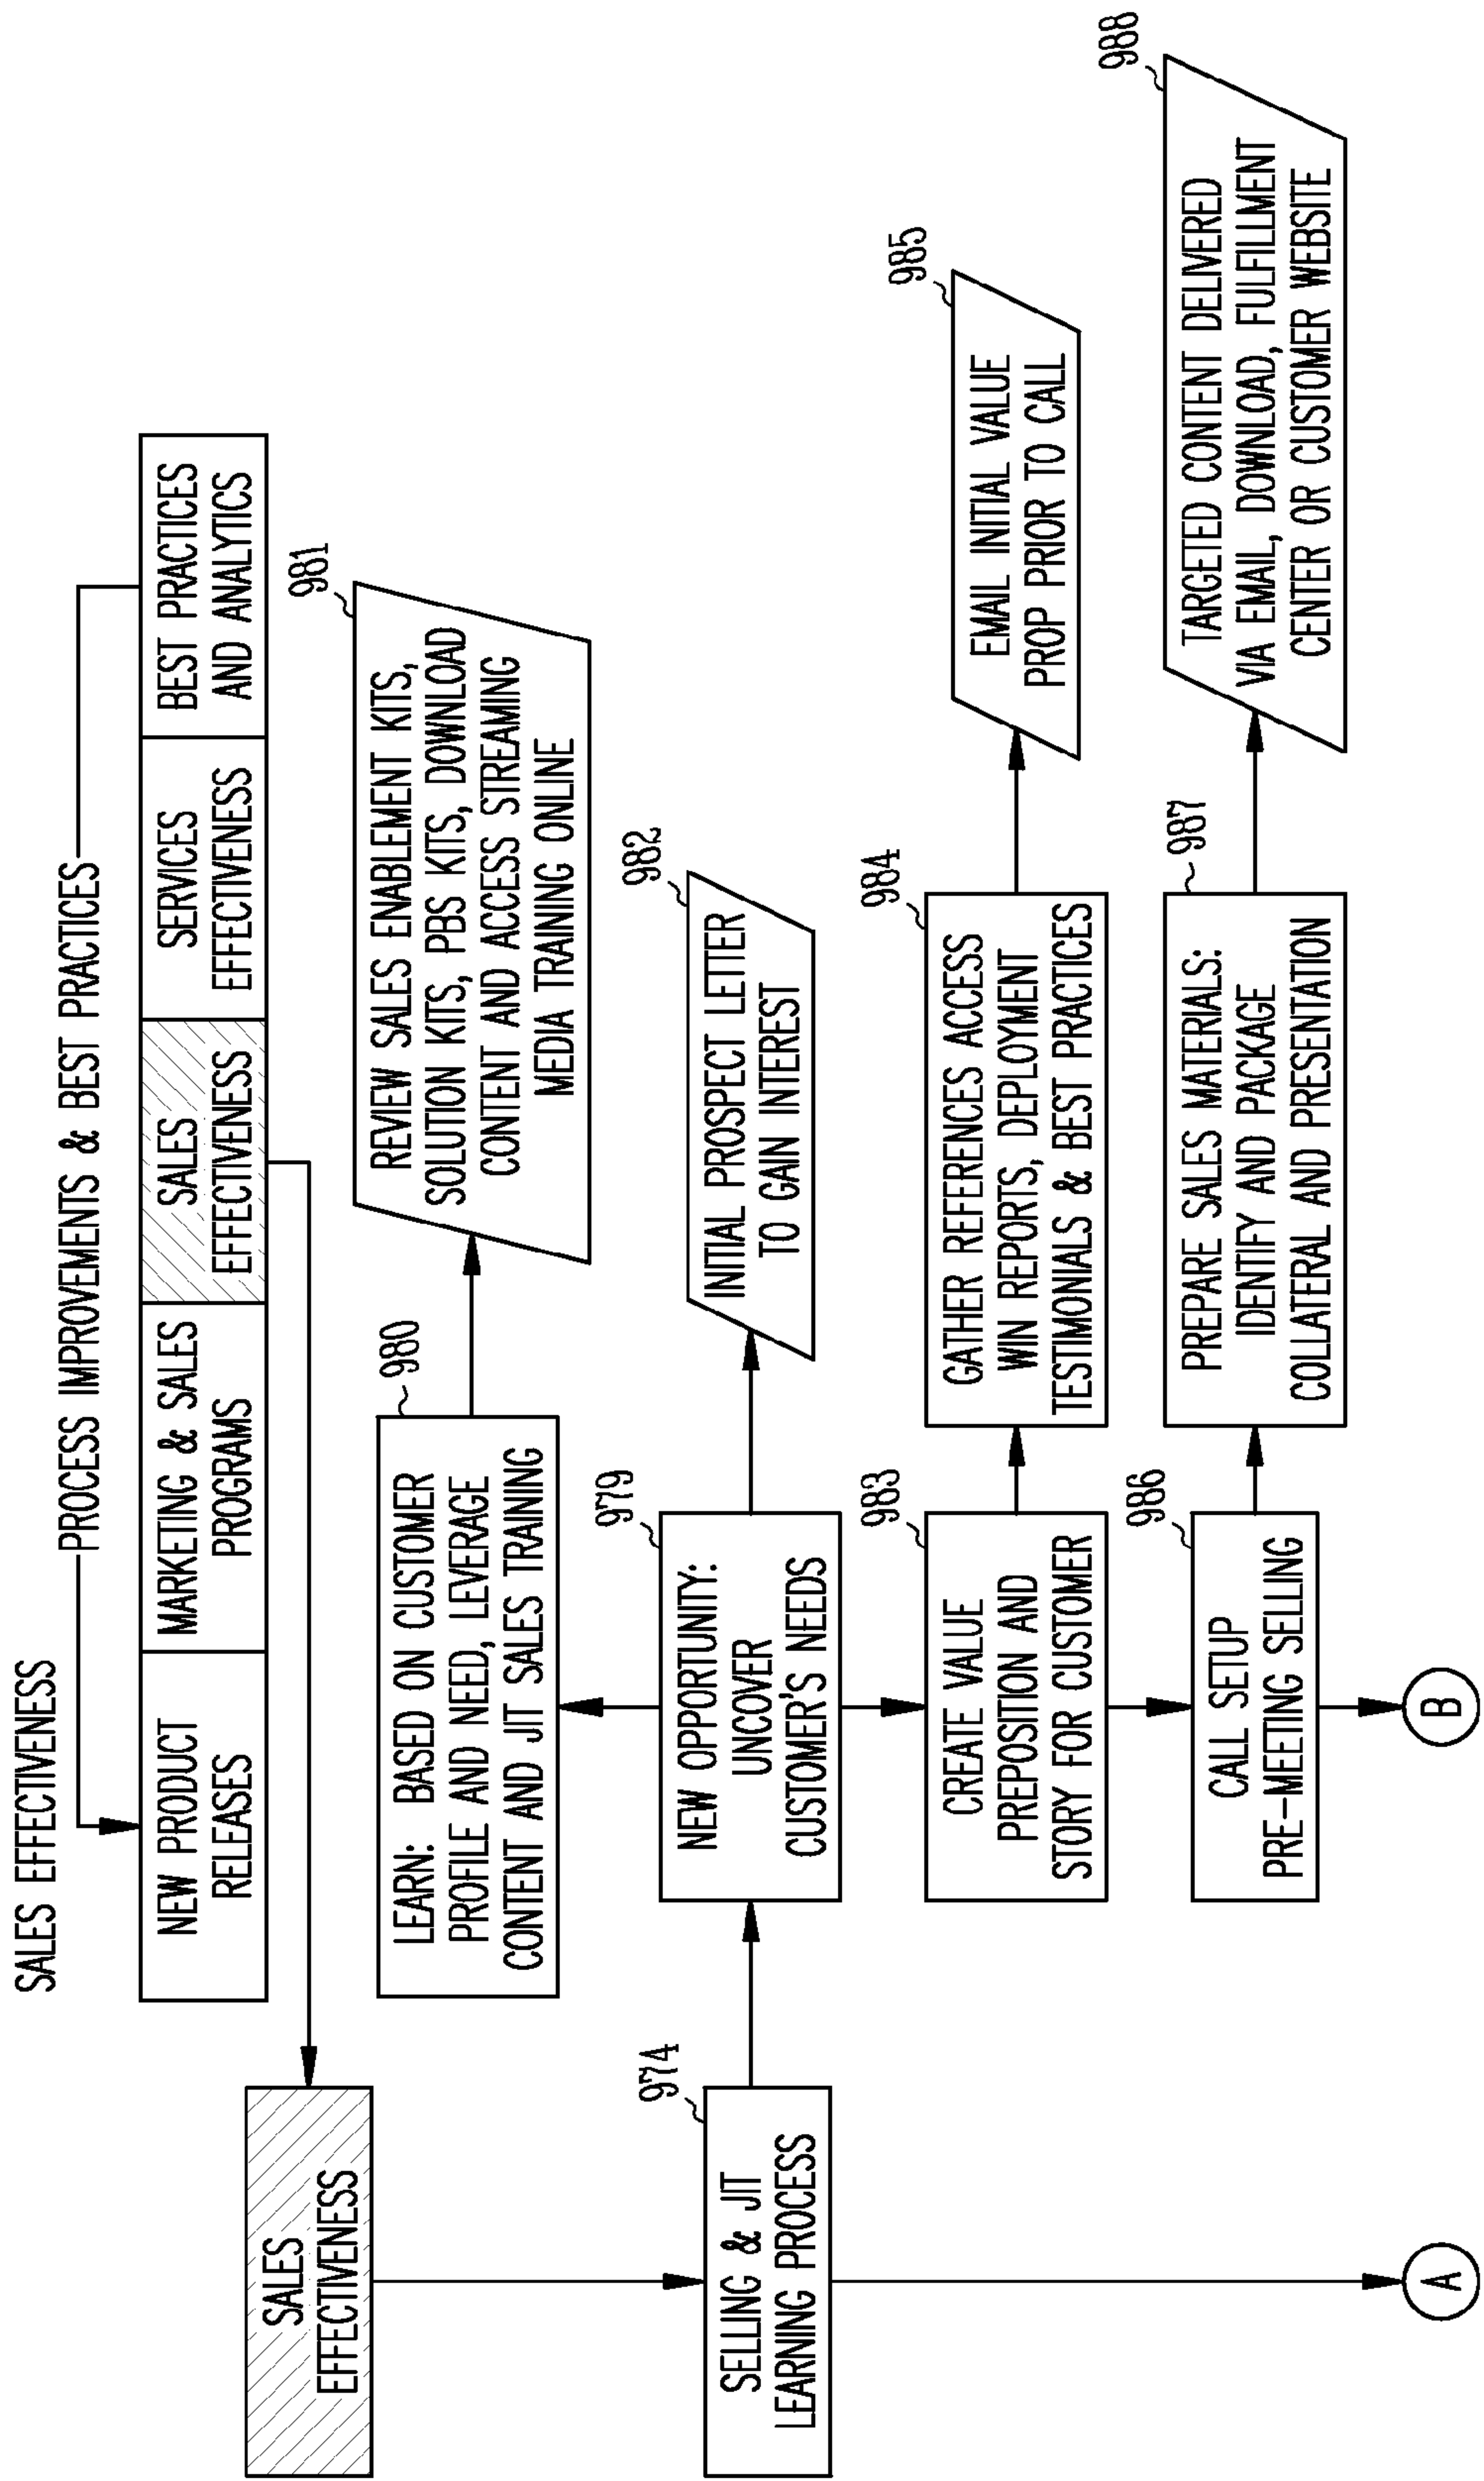 SALES EFFECTIVENESS
PROCESS IMPROVEMENTS & BEST PRACTICES
NEW PRODUCT
RELEASES
MARKETING & SALES
PROGRAMS
SALES
EFFECTIVENESS
SERVICES
EFFECTIVENESS
BEST PRACTICES
AND ANALYTICS
SALES
EFFECTIVENESS
980
LEARN: BASED ON CUSTOMER
PROFILE AND NEED, LEVERAGE
CONTENT AND JIT SALES TRAINING
981
REVIEW SALES ENABLEMENT KITS,
SOLUTION KITS, PBS KITS, DOWNLOAD
CONTENT AND ACCESS STREAMING
MEDIA TRAINING ONLINE
974
SELLING & JIT
LEARNING PROCESS
979
NEW OPPORTUNITY:
UNCOVER
CUSTOMER'S NEEDS
982
INITIAL PROSPECT LETTER
TO GAIN INTEREST
983
CREATE VALUE
PREPOSITION AND
STORY FOR CUSTOMER
984
GATHER REFERENCES ACCESS
WIN REPORTS, DEPLOYMENT
TESTIMONIALS & BEST PRACTICES
985
EMAIL INITIAL VALUE
PROP PRIOR TO CALL
986
CALL SETUP
PRE-MEETING SELLING
987
PREPARE SALES MATERIALS:
IDENTIFY AND PACKAGE
COLLATERAL AND PRESENTATION
988
TARGETED CONTENT DELIVERED
VIA EMAIL, DOWNLOAD, FULFILLMENT
CENTER OR CUSTOMER WEBSITE
A
B